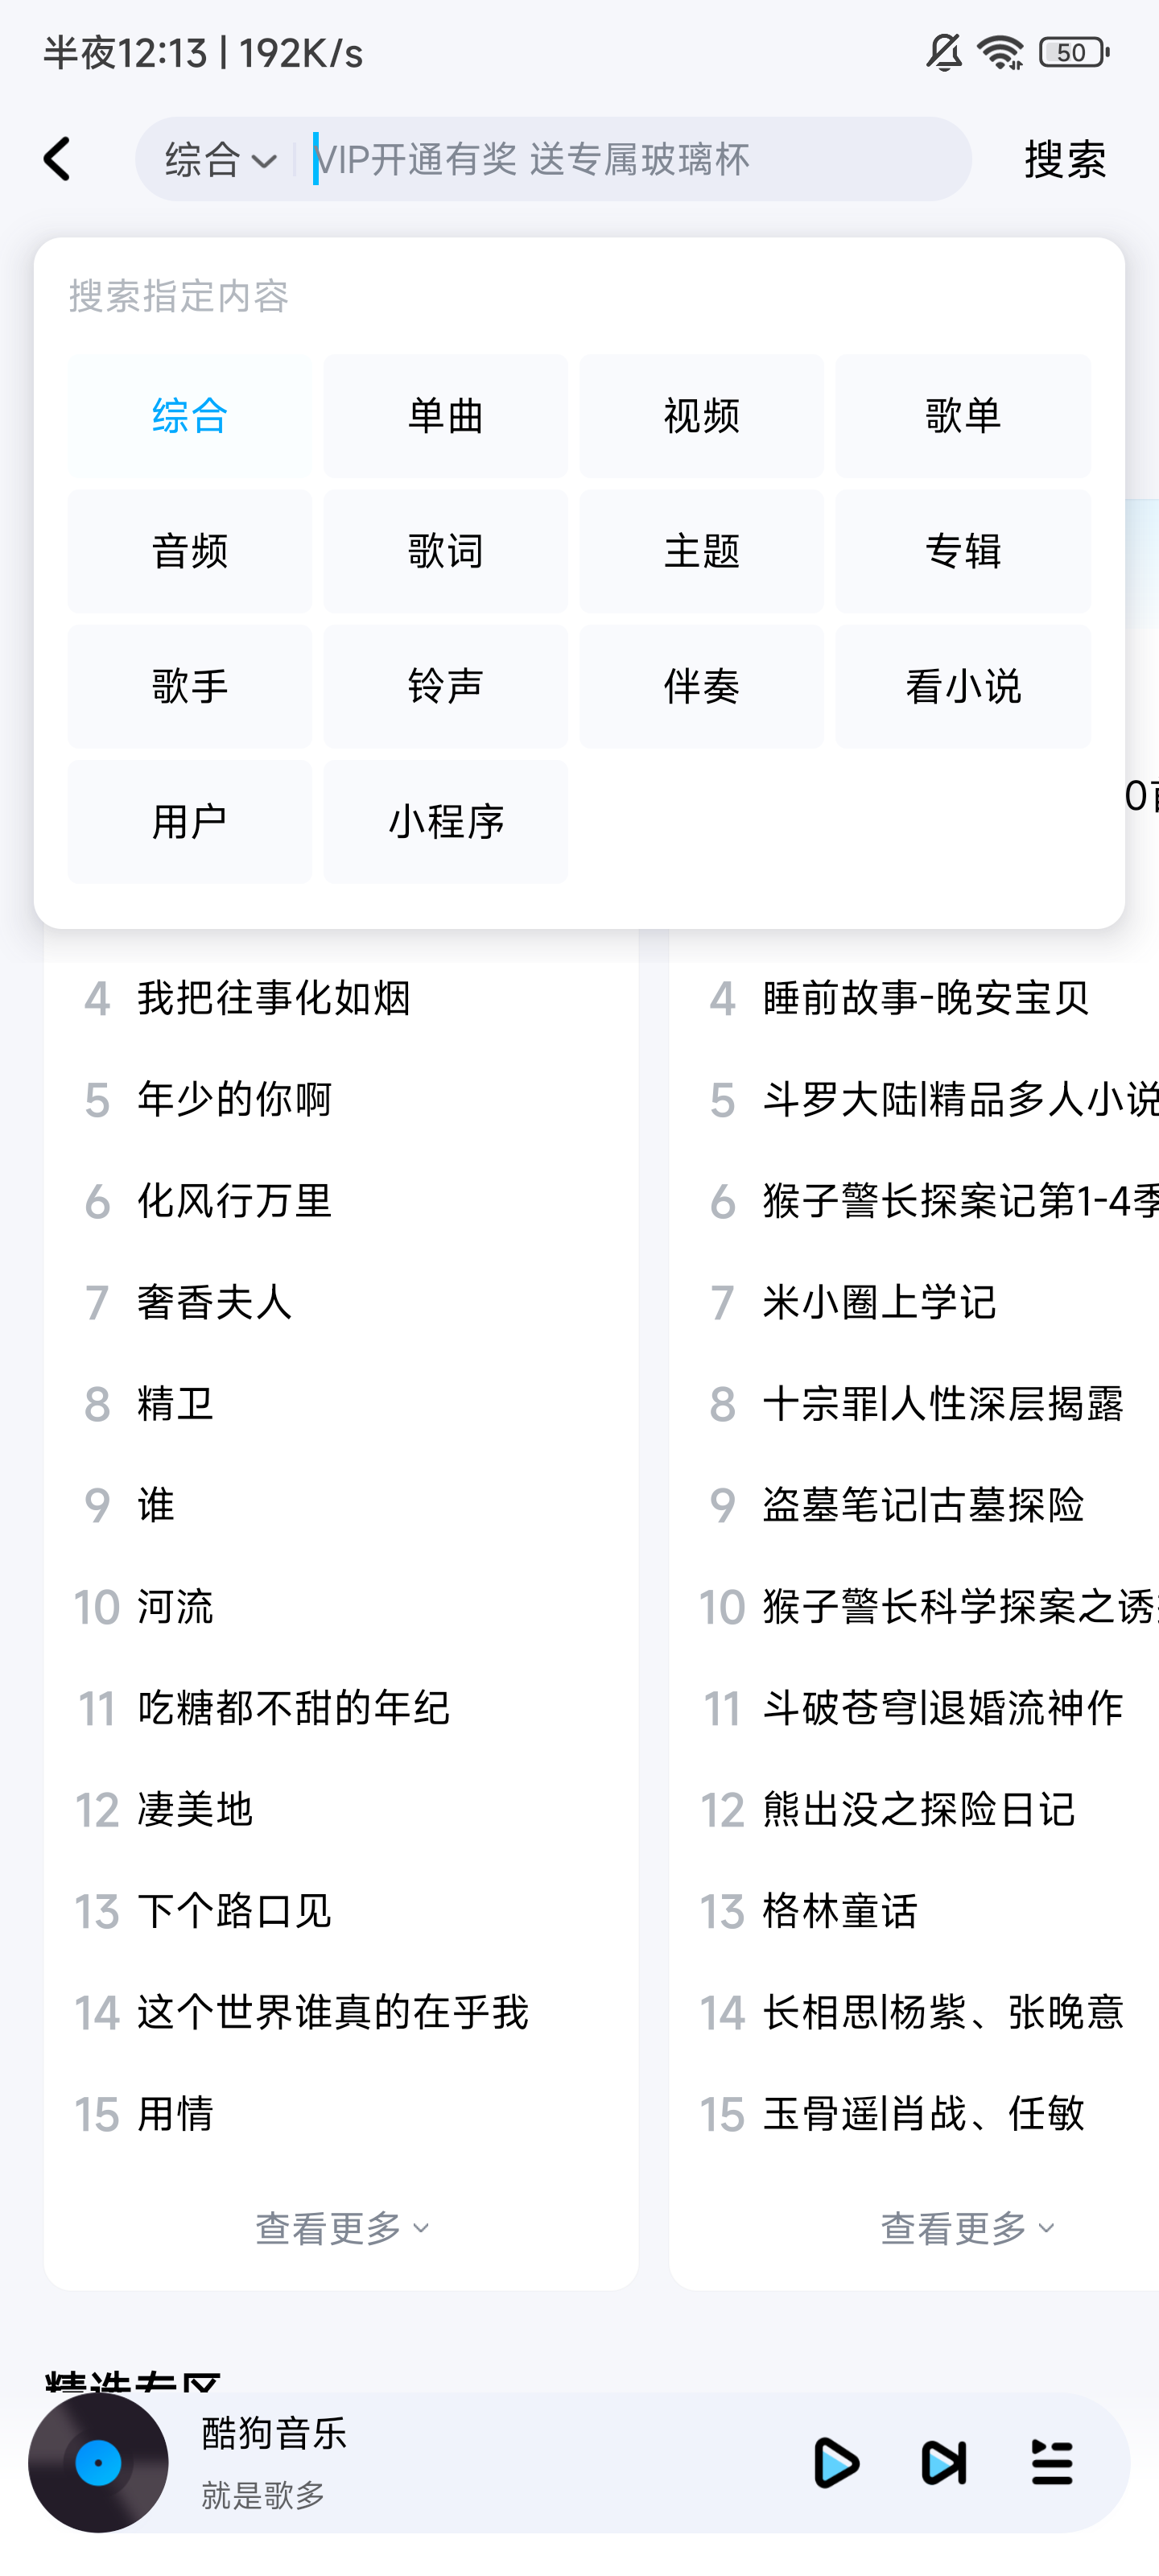 半夜12:13 | 192K/s
50
综合
VIP开通有奖 送专属玻璃杯
搜索
搜索指定内容
综合 单曲 视频 歌单
音频 歌词 主题 专辑
歌手 铃声 伴奏 看小说
用户 小程序
4 我把往事化如烟
5 年少的你啊
6 化风行万里
7 奢香夫人
8 精卫
9 谁
10 河流
11 吃糖都不甜的年纪
12 凄美地
13 下个路口见
14 这个世界谁真的在乎我
15 用情
查看更多
4 睡前故事-晚安宝贝
5 斗罗大陆|精品多人小说
6 猴子警长探案记第1-4季
7 米小圈上学记
8 十宗罪|人性深层揭露
9 盗墓笔记|古墓探险
10 猴子警长科学探案之诱
11 斗破苍穹|退婚流神作
12 熊出没之探险日记
13 格林童话
14 长相思|杨紫、张晚意
15 玉骨遥|肖战、任敏
查看更多
精选专区
酷狗音乐
就是歌多